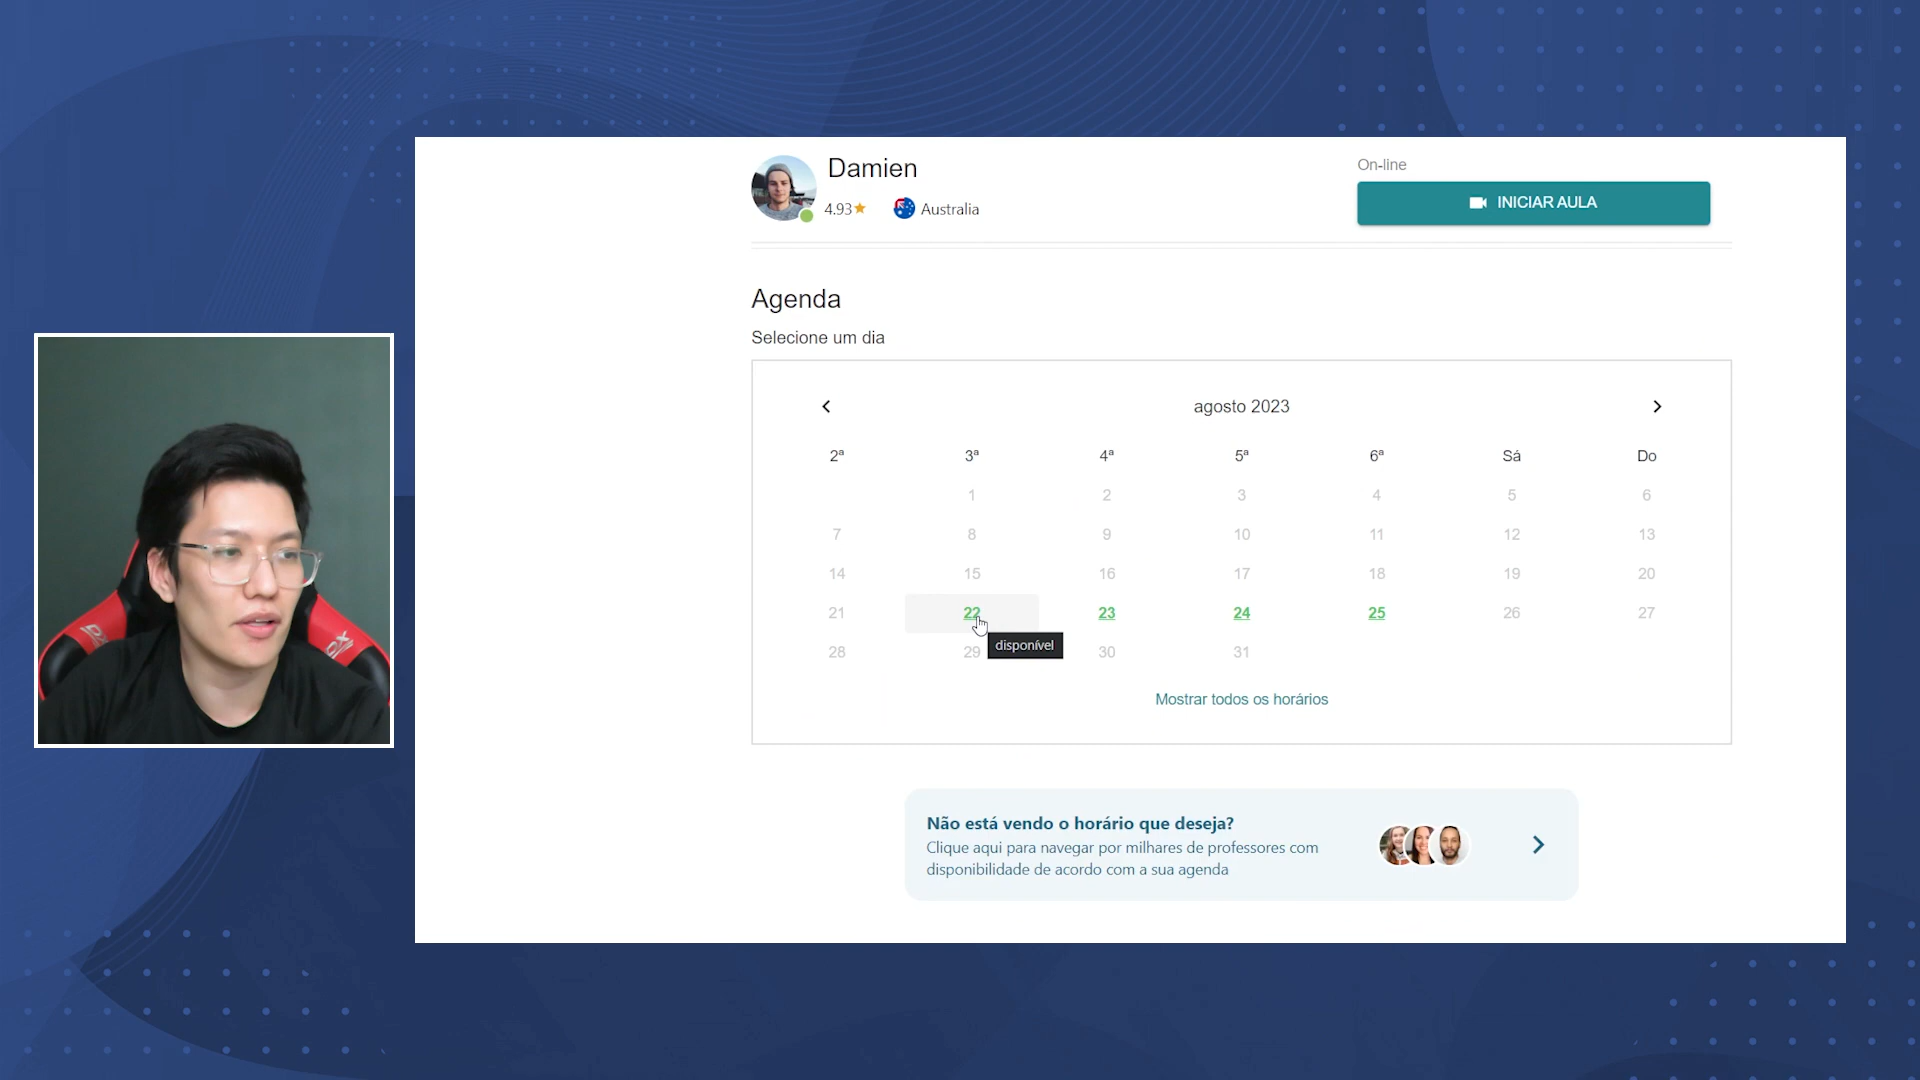 Damien
4.93
Australia
On-line
INICIAR AULA
Agenda
Selecione um dia
agosto 2023
2ª 3ª 4ª 5ª 6ª Sá Do
1 2 3 4 5 6
7 8 9 10 11 12 13
14 15 16 17 18 19 20
21 22 23 24 25 26 27
disponível
28 29 30 31
Mostrar todos os horários
Não está vendo o horário que deseja?
Clique aqui para navegar por milhares de professores com
disponibilidade de acordo com a sua agenda